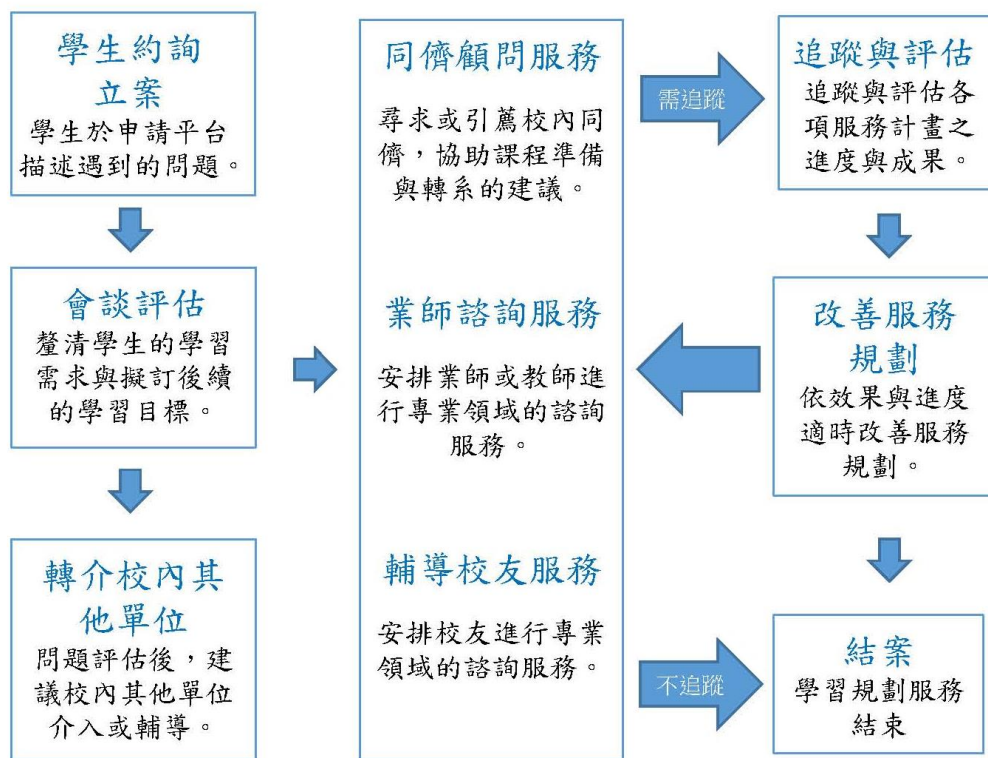 學生約詢
立案
學生於申請平台
描述遇到的問題。
會談評估
釐清學生的學習
需求與擬訂後續
的學習目標。
轉介校內其
他單位
問題評估後，建
議校內其他單位
介入或輔導。
同儕顧問服務
尋求或引薦校內同
儕，協助課程準備
與轉系的建議。
業師諮詢服務
安排業師或教師進
行專業領域的諮詢
服務。
輔導校友服務
安排校友進行專業
領域的諮詢服務。
需追蹤
不追蹤
追蹤與評估
追蹤與評估各
項服務計畫之
進度與成果。
改善服務
規劃
依效果與進度
適時改善服務
規劃。
結案
學習規劃服務
結束